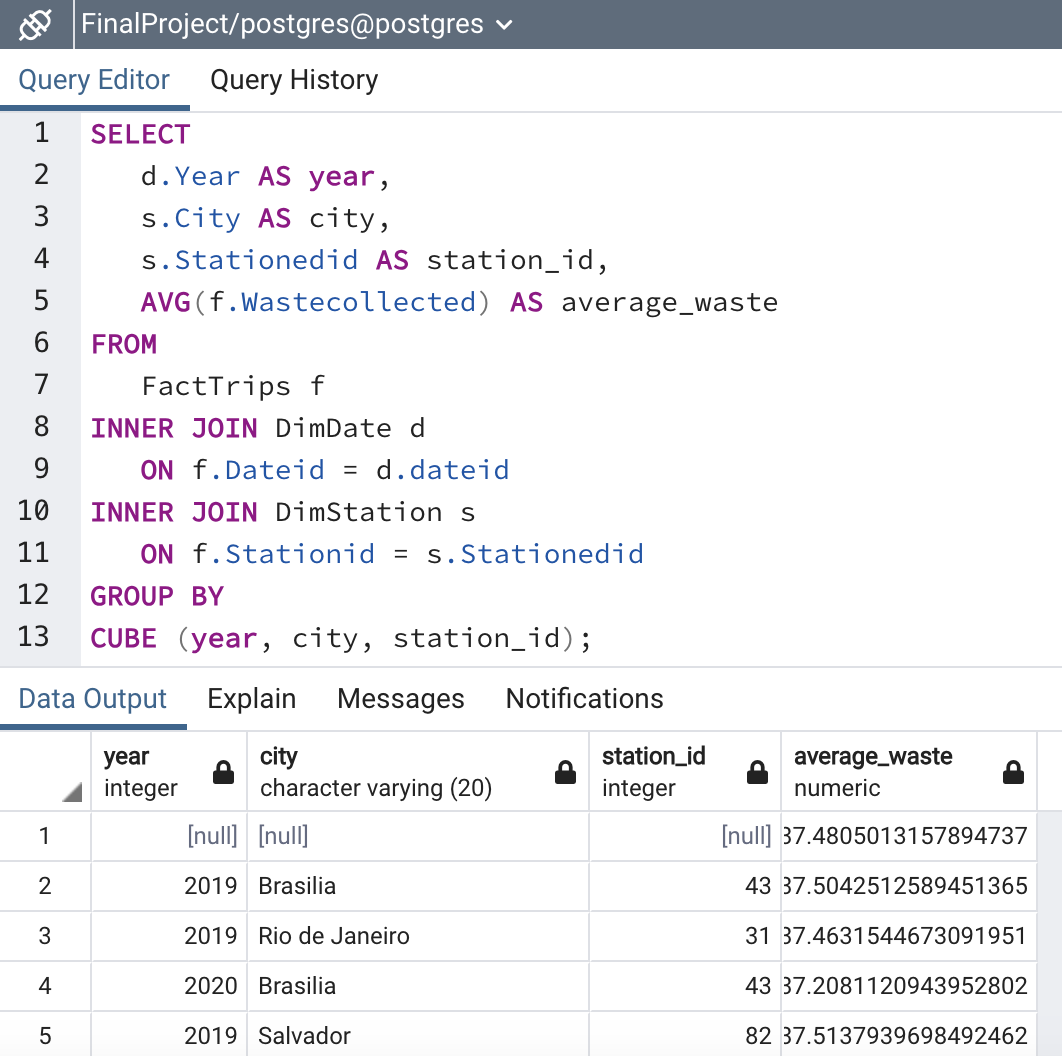 FinalProject/postgres@postgres
Query Editor Query History
1 SELECT
2 d.Year AS year,
3 s.City AS city,
4 s.Stationedid AS station_id,
5 AVG(f.Wastecollected) AS average_waste
6 FROM
7 FactTrips f
8 INNER JOIN DimDate d
9 ON f.Dateid = d.dateid
10 INNER JOIN DimStation s
11 ON f.Stationid = s.Stationedid
12 GROUP BY
13 CUBE (year, city, station_id);
Data Output Explain Messages Notifications
year city station_id average_waste
integer character varying (20) integer numeric
1 [null] [null] [null] 37.4805013157894737
2 2019 Brasilia 43 37.5042512589451365
3 2019 Rio de Janeiro 31 37.4631544673091951
4 2020 Brasilia 43 37.2081120943952802
5 2019 Salvador 82 37.5137939698492462